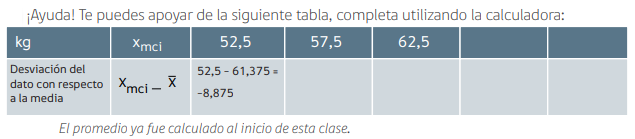 ¡Ayuda! Te puedes apoyar de la siguiente tabla, completa utilizando la calculadora:
kg x mci 52,5 57,5 62,5
Desviación del
dato con respecto
a la media
x mci – x̄
52,5 - 61,375 =
-8,875
El promedio ya fue calculado al inicio de esta clase.